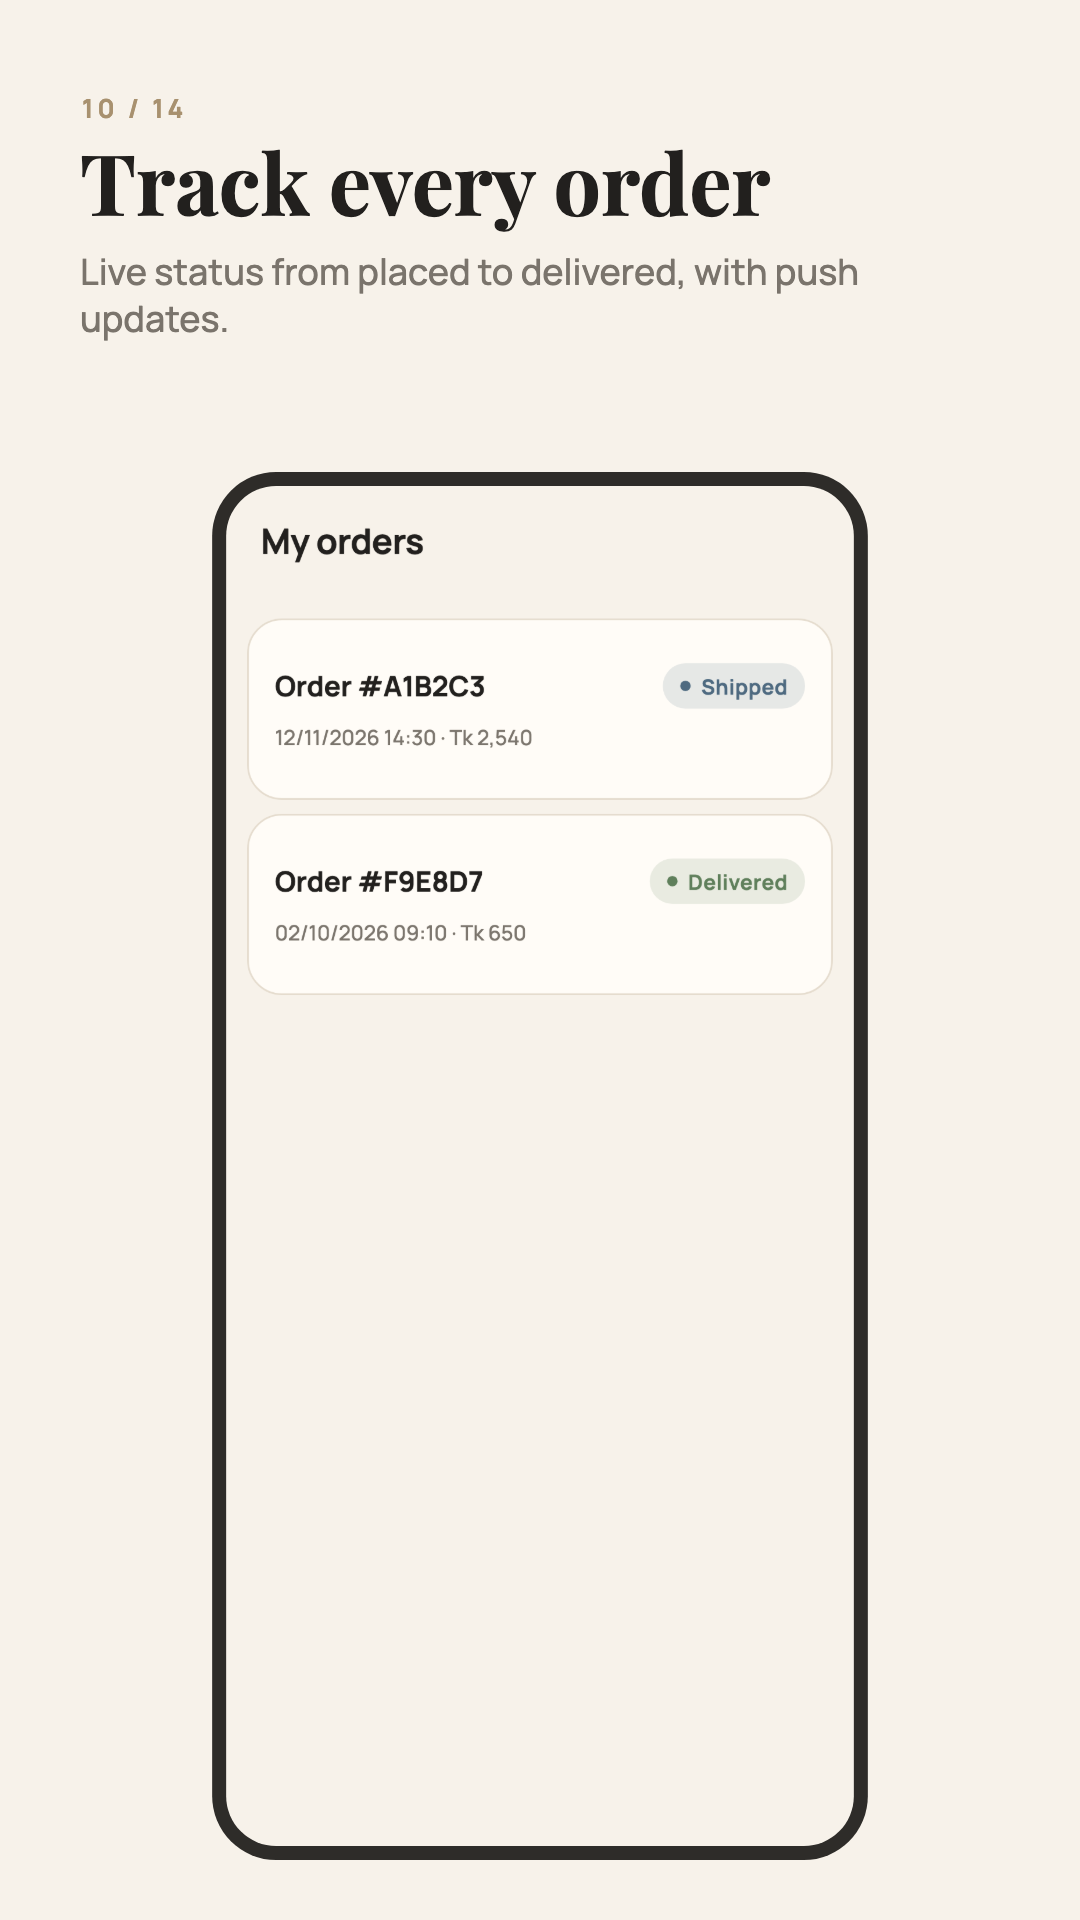 10 / 14
Track every order
Live status from placed to delivered, with push
updates.
My orders
Order #A1B2C3
Shipped
12/11/2026 14:30 · Tk 2,540
Order #F9E8D7
Delivered
02/10/2026 09:10 · Tk 650